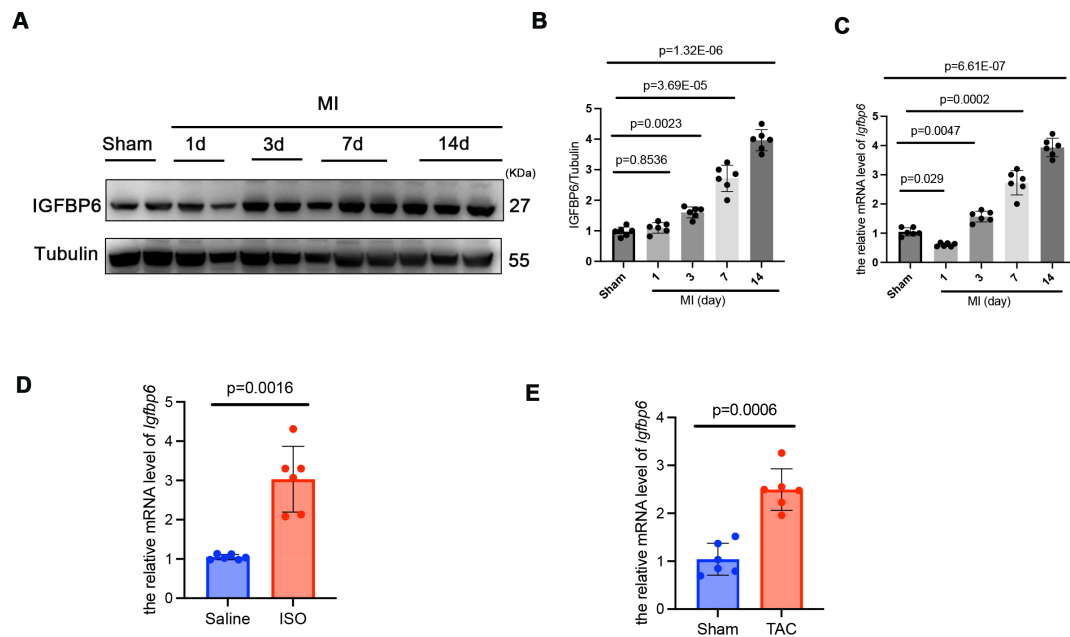 A
MI
Sham 1d 3d 7d 14d
(KDa)
IGFBP6 27
Tubulin 55
B
p=1.32E-06
p=3.69E-05
p=0.0023
p=0.8536
IGFBP6/Tubulin
5
4
3
2
1
0
Sham 1 3 7 14
MI (day)
C
p=6.61E-07
p=0.0002
p=0.0047
p=0.029
the relative mRNA level of Igfbp6
5
4
3
2
1
0
Sham 1 3 7 14
MI (day)
D
p=0.0016
the relative mRNA level of Igfbp6
5
4
3
2
1
0
Saline ISO
E
p=0.0006
the relative mRNA level of Igfbp6
4
3
2
1
0
Sham TAC